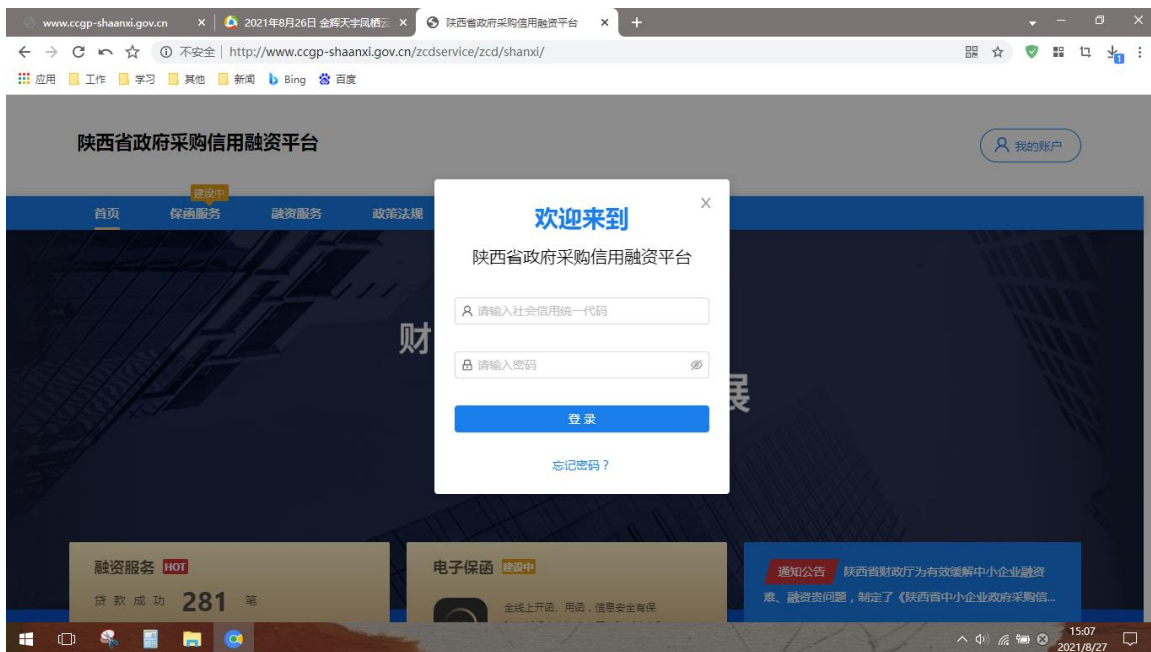 www.ccgp-shaanxi.gov.cn
2021年8月26日 金辉天宇凤栖云
陕西省政府采购信用融资平台
不安全 | http://www.ccgp-shaanxi.gov.cn/zcdservice/zcd/shanxi/
1
应用 工作 学习 其他 新闻 Bing 百度
陕西省政府采购信用融资平台
我的账户
建设中
首页 保函服务 融资服务 政策法规
欢迎来到
陕西省政府采购信用融资平台
请输入社会信用统一代码
请输入密码
登 录
忘记密码？
财
展
融资服务 HOT
贷款成功 281 笔
电子保函 建设中
全线上开函、用函，信息安全有保
通知公告 陕西省财政厅为有效缓解中小企业融资
难、融资贵问题，制定了《陕西省中小企业政府采购信...
15:07
2021/8/27